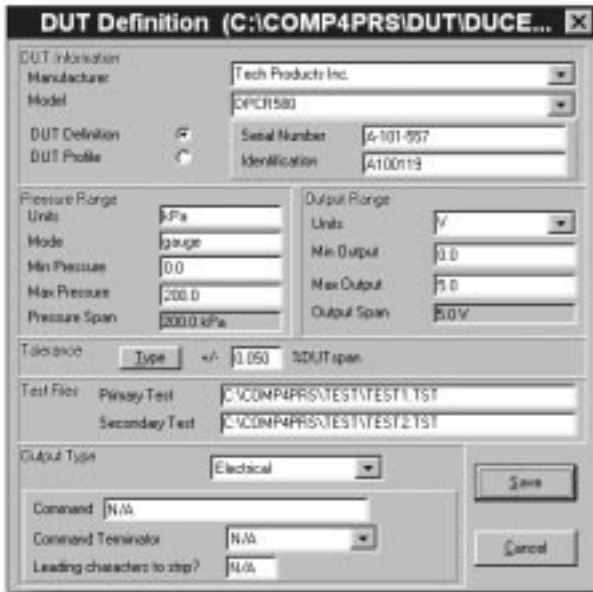 DUT Definition (C:\COMP4PRS\DUT\DUCE...
DUT Information
Manufacturer Tech Products Inc.
Model DPCR580
DUT Definition
DUT Profile
Serial Number A-101-557
Identification A100119
Pressure Range
Units kPa
Mode gauge
Min Pressure 0.0
Max Pressure 200.0
Pressure Span 200.0 kPa
Output Range
Units V
Min Output 0.0
Max Output 5.0
Output Span 5.0 V
Tolerance Type +/- 0.050 %DUT span
Test Files Primary Test C:\COMP4PRS\TEST\TEST1.TST
Secondary Test C:\COMP4PRS\TEST\TEST2.TST
Output Type Electrical
Command N/A
Command Terminator N/A
Leading characters to strip? N/A
Save
Cancel